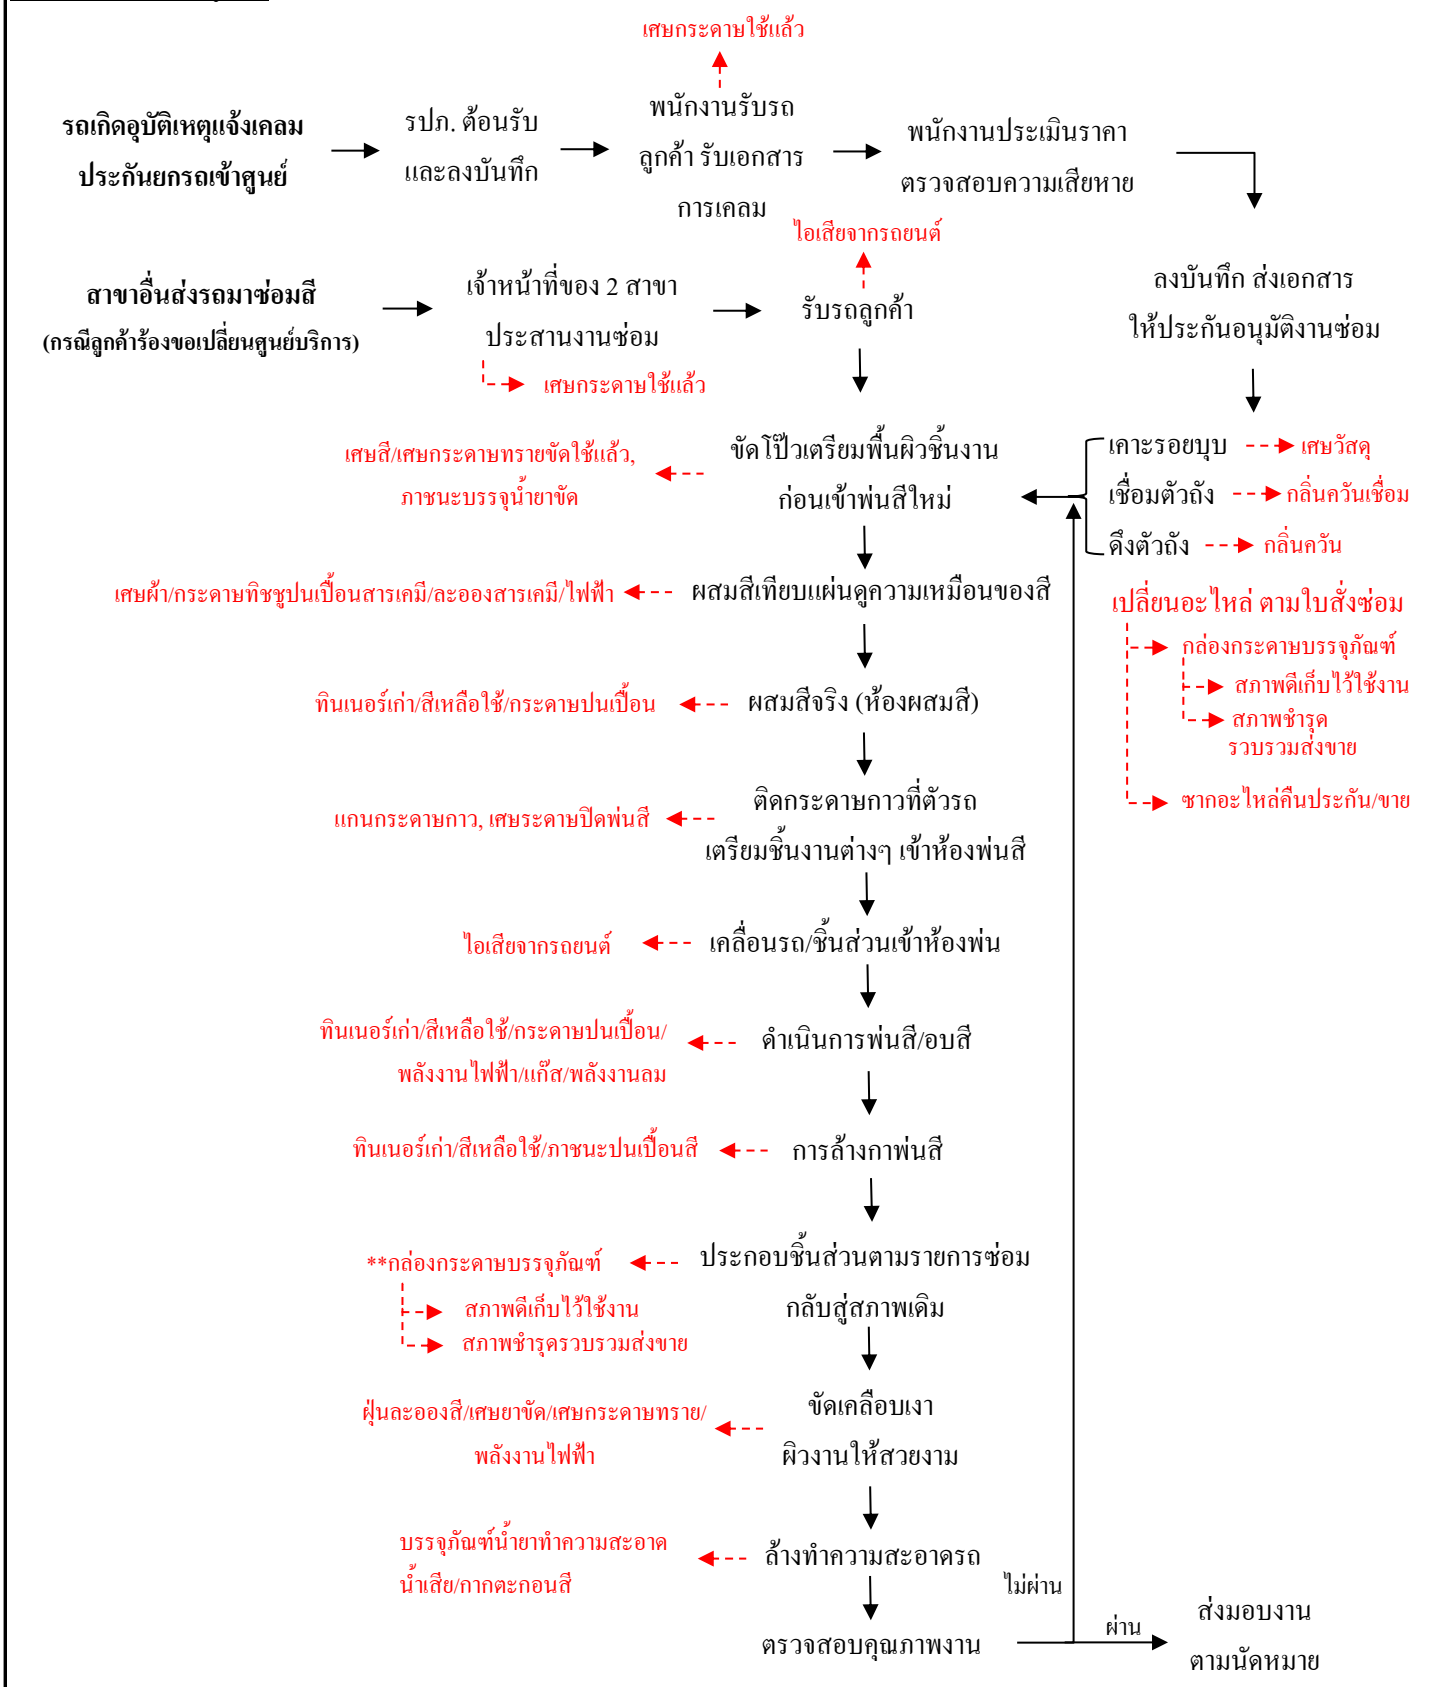 เศษกระดาษใช้แล้ว
รถเกิดอุบัติเหตุแจ้งเคลม
ประกันยกรถเข้าศูนย์
รปภ. ต้อนรับ
และลงบันทึก
พนักงานรับรถ
ลูกค้า รับเอกสาร
การเคลม
พนักงานประเมินราคา
ตรวจสอบความเสียหาย
ไอเสียจากรถยนต์
สาขาอื่นส่งรถมาซ่อมสี
(กรณีลูกค้าร้องขอเปลี่ยนศูนย์บริการ)
เจ้าหน้าที่ของ 2 สาขา
ประสานงานซ่อม
เศษกระดาษใช้แล้ว
รับรถลูกค้า
ลงบันทึก ส่งเอกสาร
ให้ประกันอนุมัติงานซ่อม
เศษสี/เศษกระดาษทรายขัดใช้แล้ว,
ภาชนะบรรจุน้ำยาขัด
ขัดโป๊วเตรียมพื้นผิวชิ้นงาน
ก่อนเข้าพ่นสีใหม่
เคาะรอยบุบ
เศษวัสดุ
เชื่อมตัวถัง
กลิ่นควันเชื่อม
ดึงตัวถัง
กลิ่นควัน
เศษผ้า/กระดาษทิชชูปนเปื้อนสารเคมี/ละอองสารเคมี/ไฟฟ้า
ผสมสีเทียบแผ่นดูความเหมือนของสี
เปลี่ยนอะไหล่ ตามใบสั่งซ่อม
กล่องกระดาษบรรจุภัณฑ์
สภาพดีเก็บไว้ใช้งาน
สภาพชำรุด
รวบรวมส่งขาย
ซากอะไหล่คืนประกัน/ขาย
ทินเนอร์เก่า/สีเหลือใช้/กระดาษปนเปื้อน
ผสมสีจริง (ห้องผสมสี)
แกนกระดาษกาว, เศษระดาษปิดพ่นสี
ติดกระดาษกาวที่ตัวรถ
เตรียมชิ้นงานต่างๆ เข้าห้องพ่นสี
ไอเสียจากรถยนต์
เคลื่อนรถ/ชิ้นส่วนเข้าห้องพ่น
ทินเนอร์เก่า/สีเหลือใช้/กระดาษปนเปื้อน/
พลังงานไฟฟ้า/แก๊ส/พลังงานลม
ดำเนินการพ่นสี/อบสี
ทินเนอร์เก่า/สีเหลือใช้/ภาชนะปนเปื้อนสี
การล้างกาพ่นสี
**กล่องกระดาษบรรจุภัณฑ์
สภาพดีเก็บไว้ใช้งาน
สภาพชำรุดรวบรวมส่งขาย
ประกอบชิ้นส่วนตามรายการซ่อม
กลับสู่สภาพเดิม
ฝุ่นละอองสี/เศษยาขัด/เศษกระดาษทราย/
พลังงานไฟฟ้า
ขัดเคลือบเงา
ผิวงานให้สวยงาม
บรรจุภัณฑ์น้ำยาทำความสะอาด
น้ำเสีย/กากตะกอนสี
ล้างทำความสะอาดรถ
ไม่ผ่าน
ตรวจสอบคุณภาพงาน
ผ่าน
ส่งมอบงาน
ตามนัดหมาย